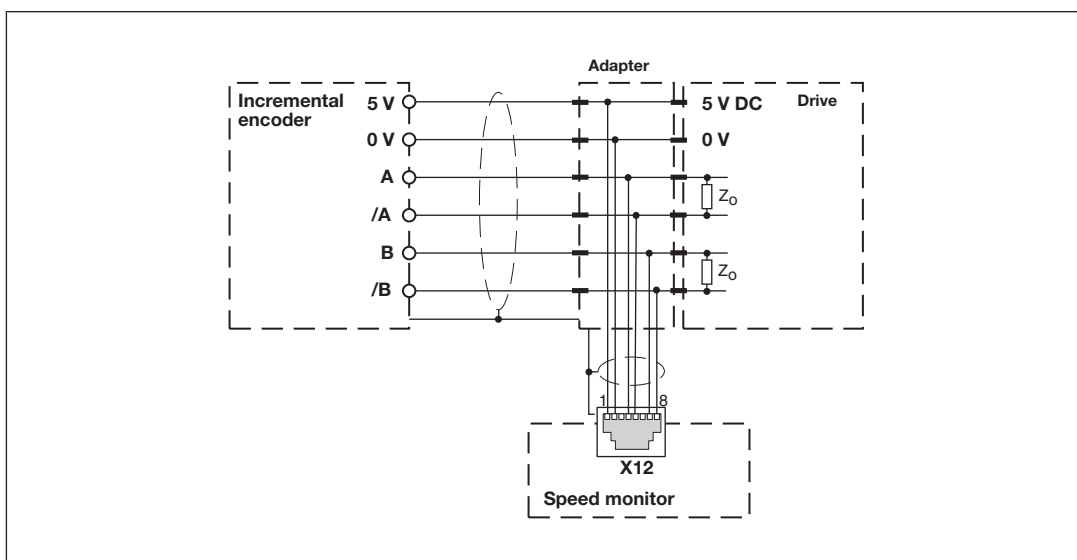 Adapter
Incremental
encoder
5 V
5 V DC
Drive
0 V
0 V
A
/A
Z0
B
/B
Z0
1
8
X12
Speed monitor